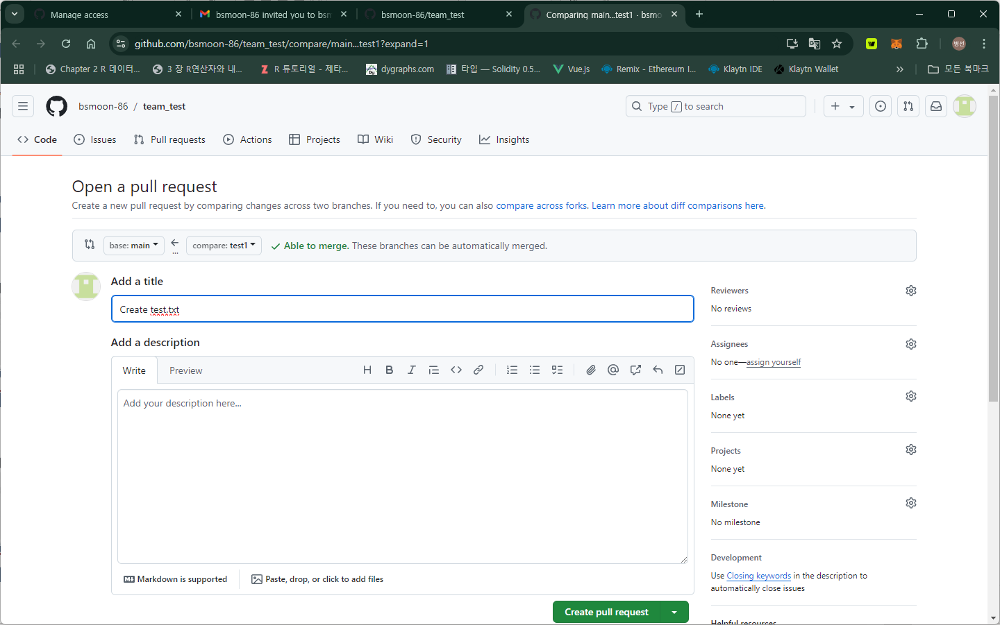 Manage access
bsmoon-86 invited you to bsm
bsmoon-86/team_test
Comparing main...test1 · bsmo
github.com/bsmoon-86/team_test/compare/main...test1?expand=1
병선
Chapter 2 R 데이터...
3 장 R연산자와 내...
R 튜토리얼 - 제타...
dygraphs.com
타입 — Solidity 0.5...
Vue.js
Remix - Ethereum I...
Klaytn IDE
Klaytn Wallet
»
모든 북마크
bsmoon-86 / team_test
Type / to search
Code
Issues
Pull requests
Actions
Projects
Wiki
Security
Insights
Open a pull request
Create a new pull request by comparing changes across two branches. If you need to, you can also compare across forks. Learn more about diff comparisons here.
base: main
...
compare: test1
Able to merge. These branches can be automatically merged.
Add a title
Create test.txt
Add a description
Write
Preview
Add your description here...
Markdown is supported
Paste, drop, or click to add files
Create pull request
Reviewers
No reviews
Assignees
No one—assign yourself
Labels
None yet
Projects
None yet
Milestone
No milestone
Development
Use Closing keywords in the description to
automatically close issues
Helpful resources